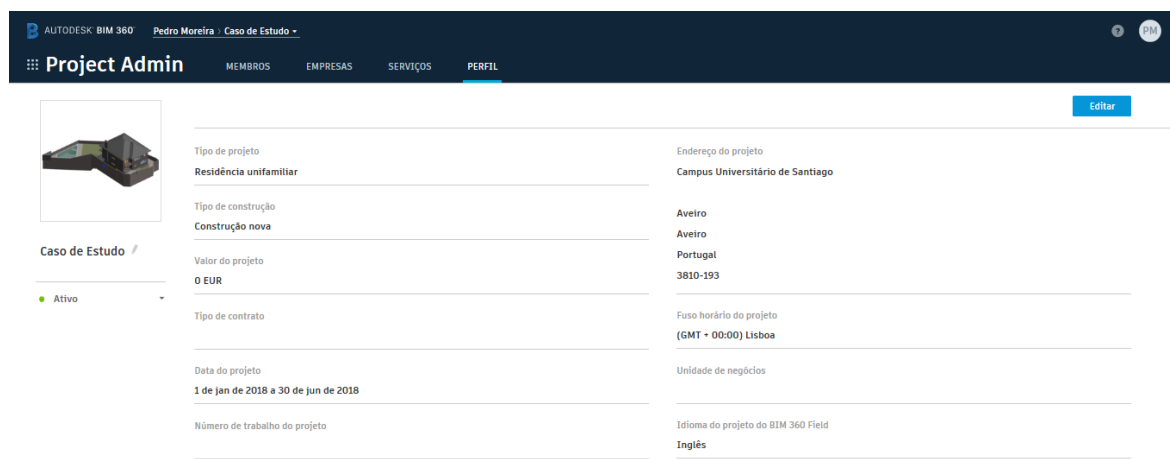 AUTODESK® BIM 360™ Pedro Moreira > Caso de Estudo
? PM
Project Admin MEMBROS EMPRESAS SERVIÇOS PERFIL
Editar
Caso de Estudo
Ativo
Tipo de projeto
Residência unifamiliar
Tipo de construção
Construção nova
Valor do projeto
0 EUR
Tipo de contrato
Data do projeto
1 de jan de 2018 a 30 de jun de 2018
Número de trabalho do projeto
Endereço do projeto
Campus Universitário de Santiago
Aveiro
Aveiro
Portugal
3810-193
Fuso horário do projeto
(GMT + 00:00) Lisboa
Unidade de negócios
Idioma do projeto do BIM 360 Field
Inglês